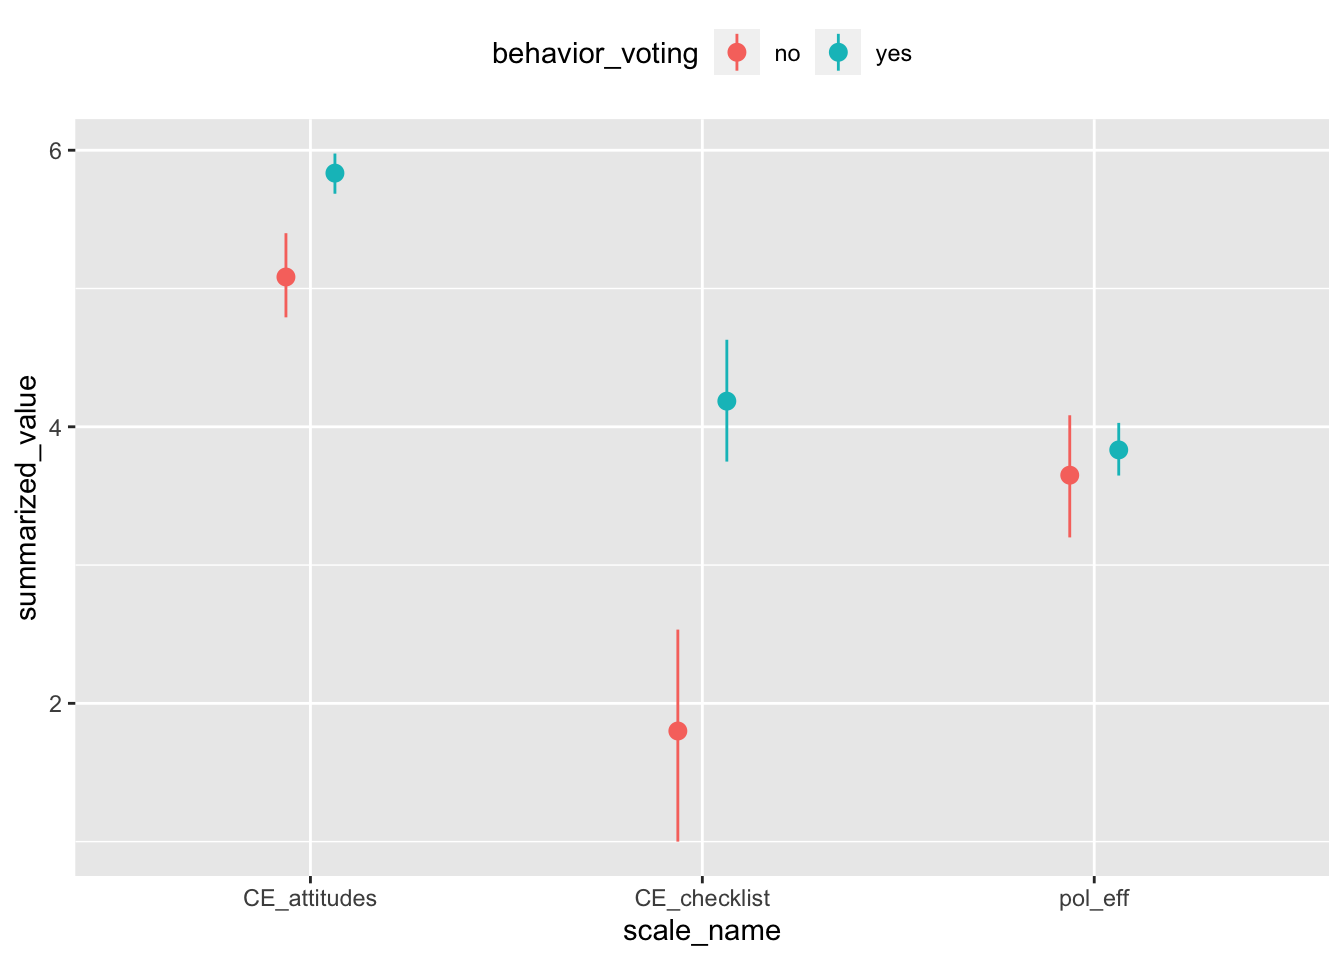 behavior_voting no yes
6
4
2
summarized_value
CE_attitudes CE_checklist pol_eff
scale_name